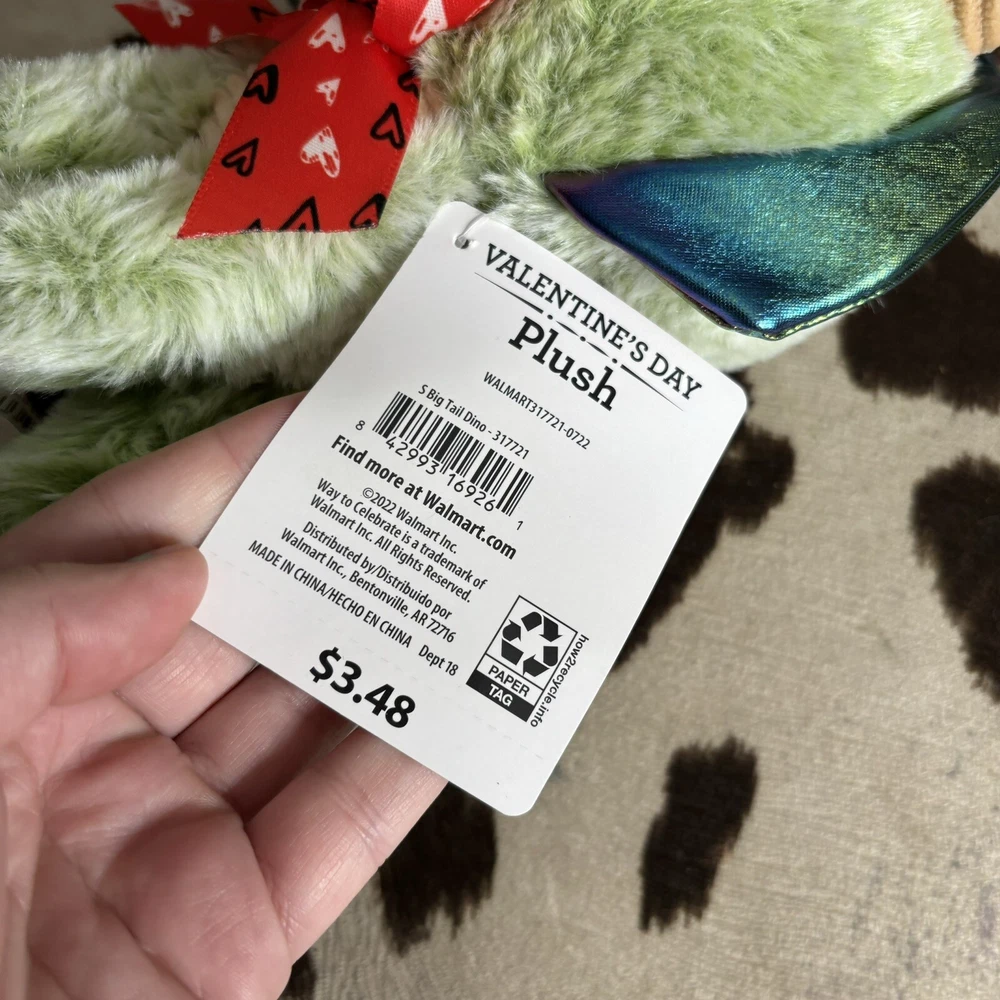 VALENTINE'S DAY
Plush
WALMART317721-0722
S Big Tail Dino - 317721
8 42993 16926 1
Find more at Walmart.com
©2022 Walmart Inc.
Way to Celebrate is a trademark of
Walmart Inc. All Rights Reserved.
Distributed by/Distribuido por
Walmart Inc., Bentonville, AR 72716
MADE IN CHINA/HECHO EN CHINA Dept 18
$3.48
PAPER
TAG
how2recycle.info